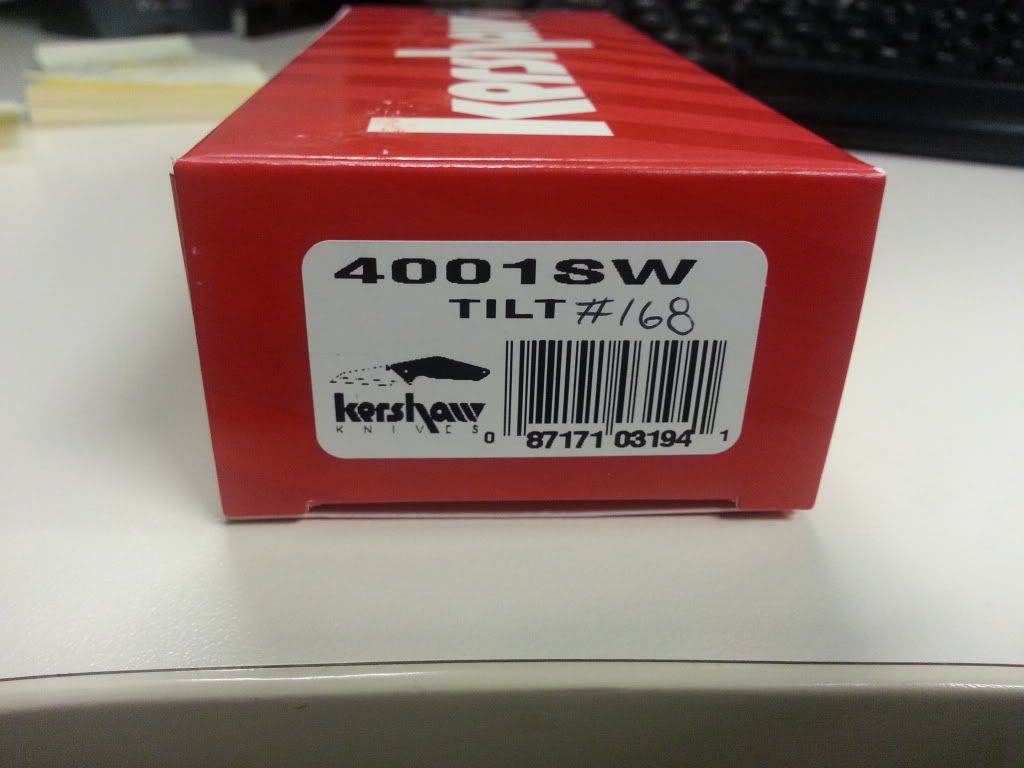 kershaw
4001SW
TILT #168
kershaw
KNIVES
0 87171 03194 1